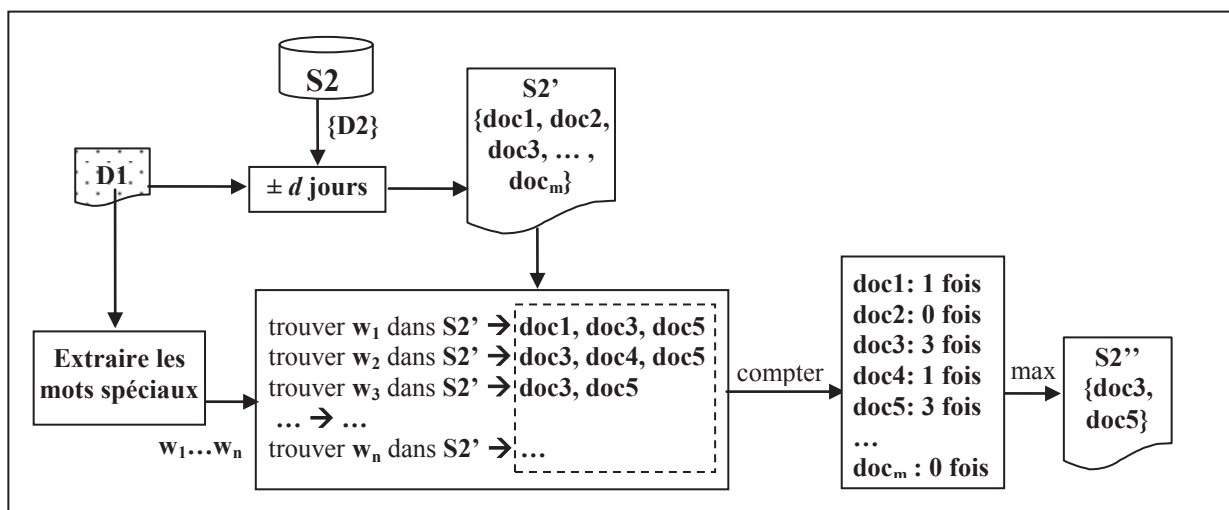 S2
{D2}
D1
± d jours
S2’
{doc1, doc2,
doc3, … ,
docm}
Extraire les
mots spéciaux
w1…wn
trouver w1 dans S2’ → doc1, doc3, doc5
trouver w2 dans S2’ → doc3, doc4, doc5
trouver w3 dans S2’ → doc3, doc5
… → …
trouver wn dans S2’ → …
compter
doc1: 1 fois
doc2: 0 fois
doc3: 3 fois
doc4: 1 fois
doc5: 3 fois
…
docm : 0 fois
max
S2’’
{doc3,
doc5}